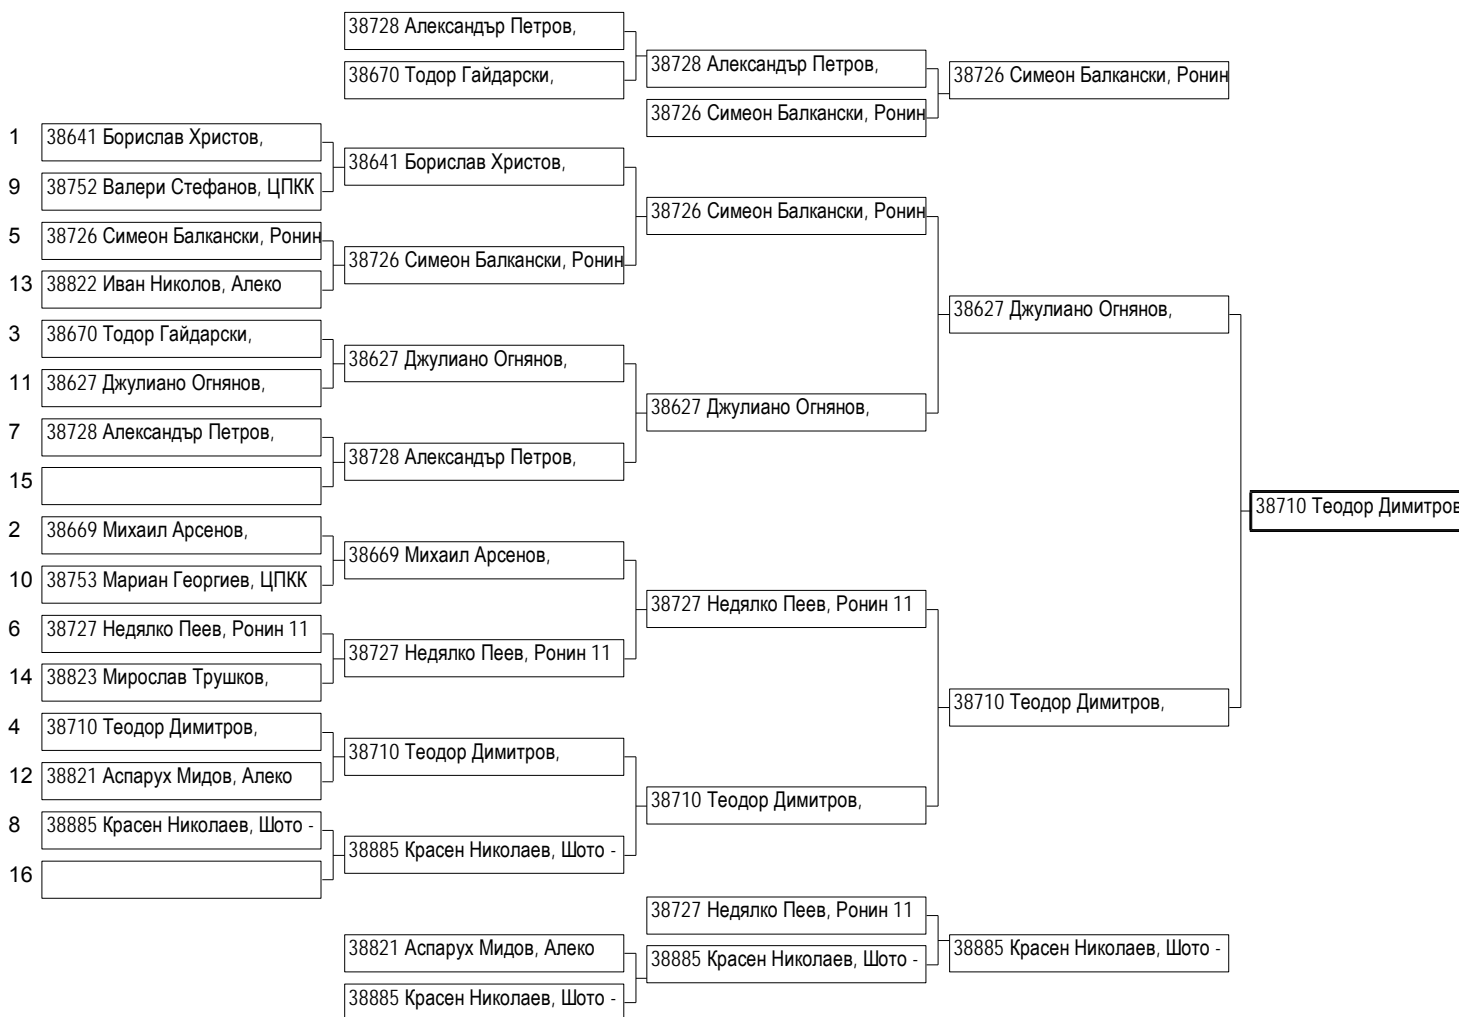 38728 Александър Петров,
38670 Тодор Гайдарски,
38728 Александър Петров,
38726 Симеон Балкански, Ронин
38726 Симеон Балкански, Ронин
1 38641 Борислав Христов,
9 38752 Валери Стефанов, ЦПКК
5 38726 Симеон Балкански, Ронин
13 38822 Иван Николов, Алеко
3 38670 Тодор Гайдарски,
11 38627 Джулиано Огнянов,
7 38728 Александър Петров,
15
2 38669 Михаил Арсенов,
10 38753 Мариан Георгиев, ЦПКК
6 38727 Недялко Пеев, Ронин 11
14 38823 Мирослав Трушков,
4 38710 Теодор Димитров,
12 38821 Аспарух Мидов, Алеко
8 38885 Красен Николаев, Шото -
16
38641 Борислав Христов,
38726 Симеон Балкански, Ронин
38627 Джулиано Огнянов,
38728 Александър Петров,
38669 Михаил Арсенов,
38727 Недялко Пеев, Ронин 11
38710 Теодор Димитров,
38885 Красен Николаев, Шото -
38726 Симеон Балкански, Ронин
38627 Джулиано Огнянов,
38727 Недялко Пеев, Ронин 11
38710 Теодор Димитров,
38627 Джулиано Огнянов,
38710 Теодор Димитров,
38710 Теодор Димитров
38821 Аспарух Мидов, Алеко
38885 Красен Николаев, Шото -
38727 Недялко Пеев, Ронин 11
38885 Красен Николаев, Шото -
38885 Красен Николаев, Шото -